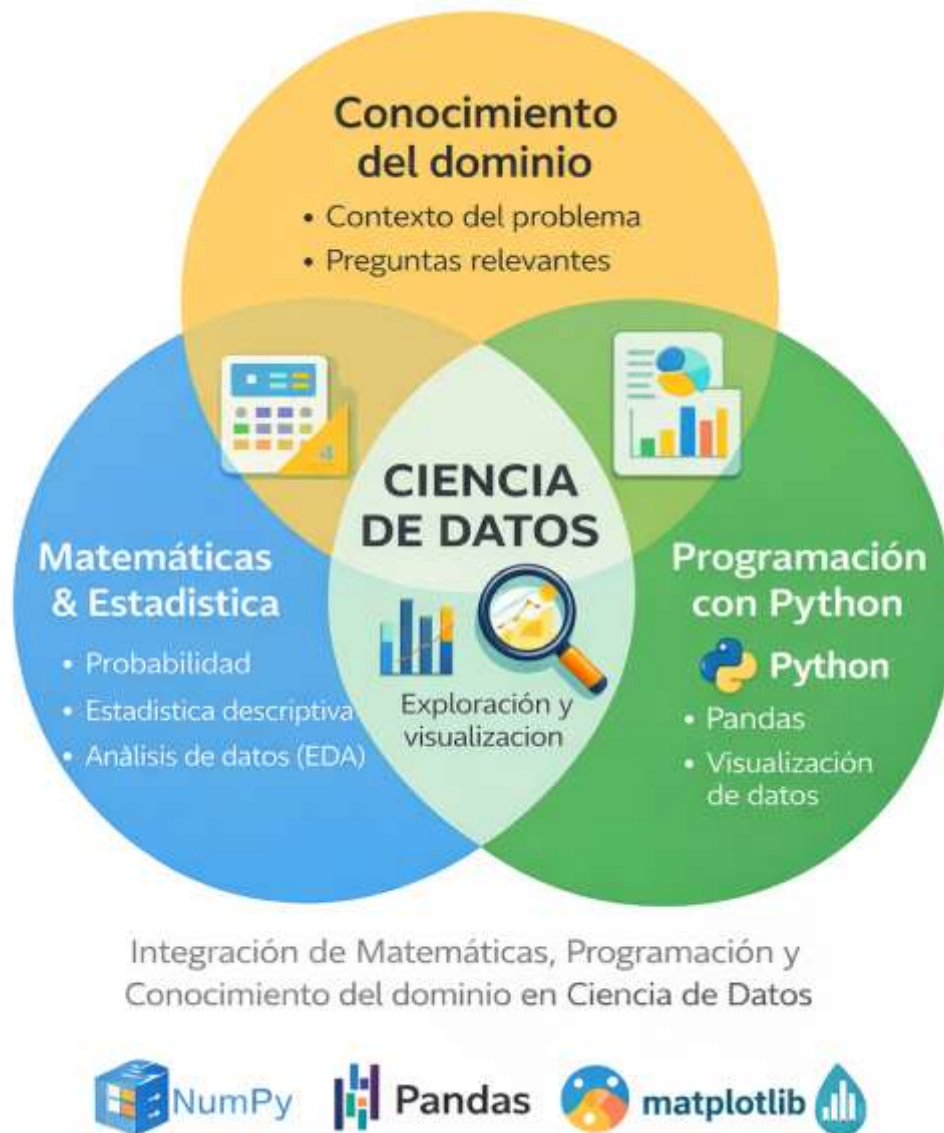 Conocimiento
del dominio
• Contexto del problema
• Preguntas relevantes
4
CIENCIA
DE DATOS
Exploración y
visualizacion
Matemáticas
& Estadistica
• Probabilidad
• Estadistica descriptiva
• Anàlisis de datos (EDA)
Programación
con Python
Python
• Pandas
• Visualización
de datos
Integración de Matemáticas, Programación y
Conocimiento del dominio en Ciencia de Datos
NumPy
Pandas
matplotlib